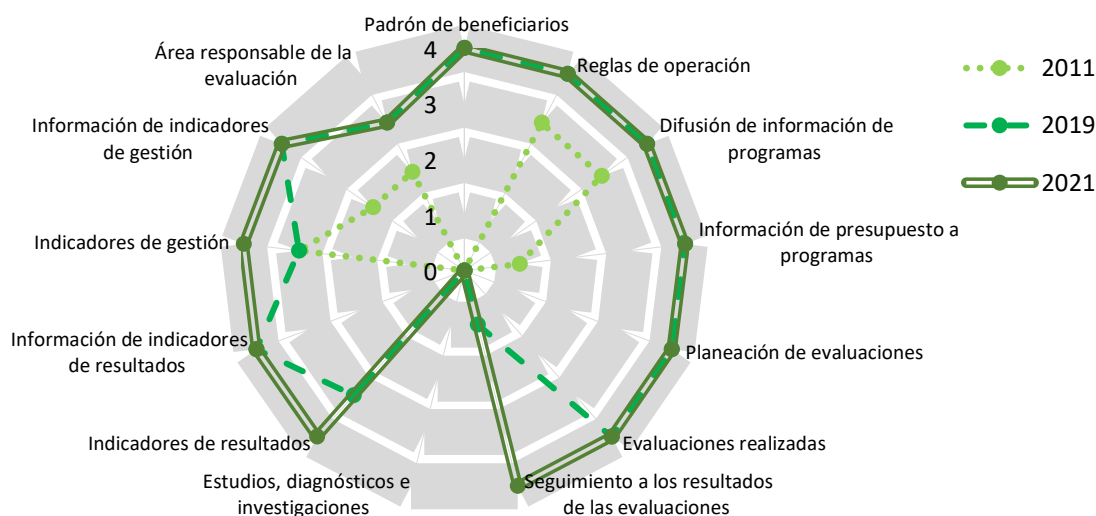 Padrón de beneficiarios
Reglas de operación
Difusión de información de
programas
Información de presupuesto a
programas
Planeación de evaluaciones
Evaluaciones realizadas
Seguimiento a los resultados
de las evaluaciones
Estudios, diagnósticos e
investigaciones
Indicadores de resultados
Información de indicadores
de resultados
Indicadores de gestión
Información de indicadores
de gestión
Área responsable de la
evaluación
4
3
2
1
0
2011
2019
2021